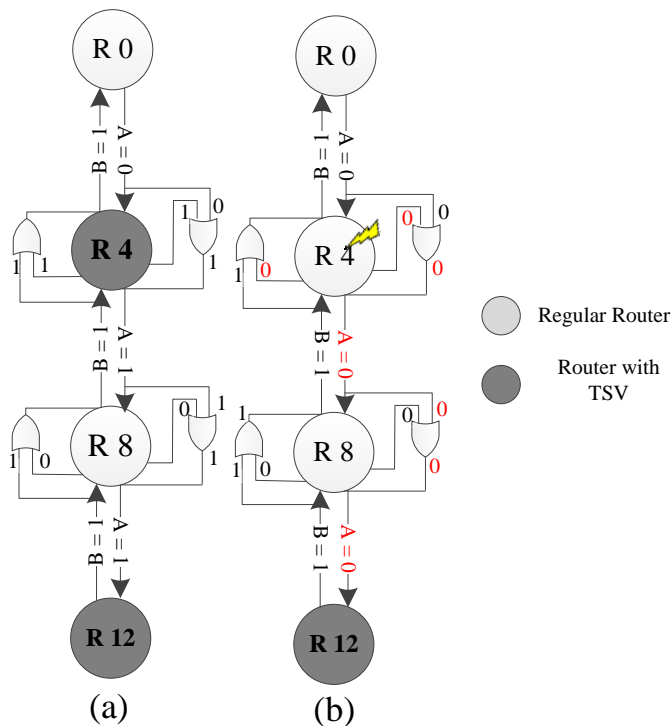 R 0
B = 1
A = 0
1
0
R 4
1
1
1
B = 1
A = 1
1
0
1
R 8
1
0
1
B = 1
A = 1
R 12
(a)
R 0
B = 1
A = 0
0
0
R 4
1
0
0
B = 1
A = 0
0
0
1
R 8
1
0
0
B = 1
A = 0
R 12
(b)
Regular Router
Router with
TSV